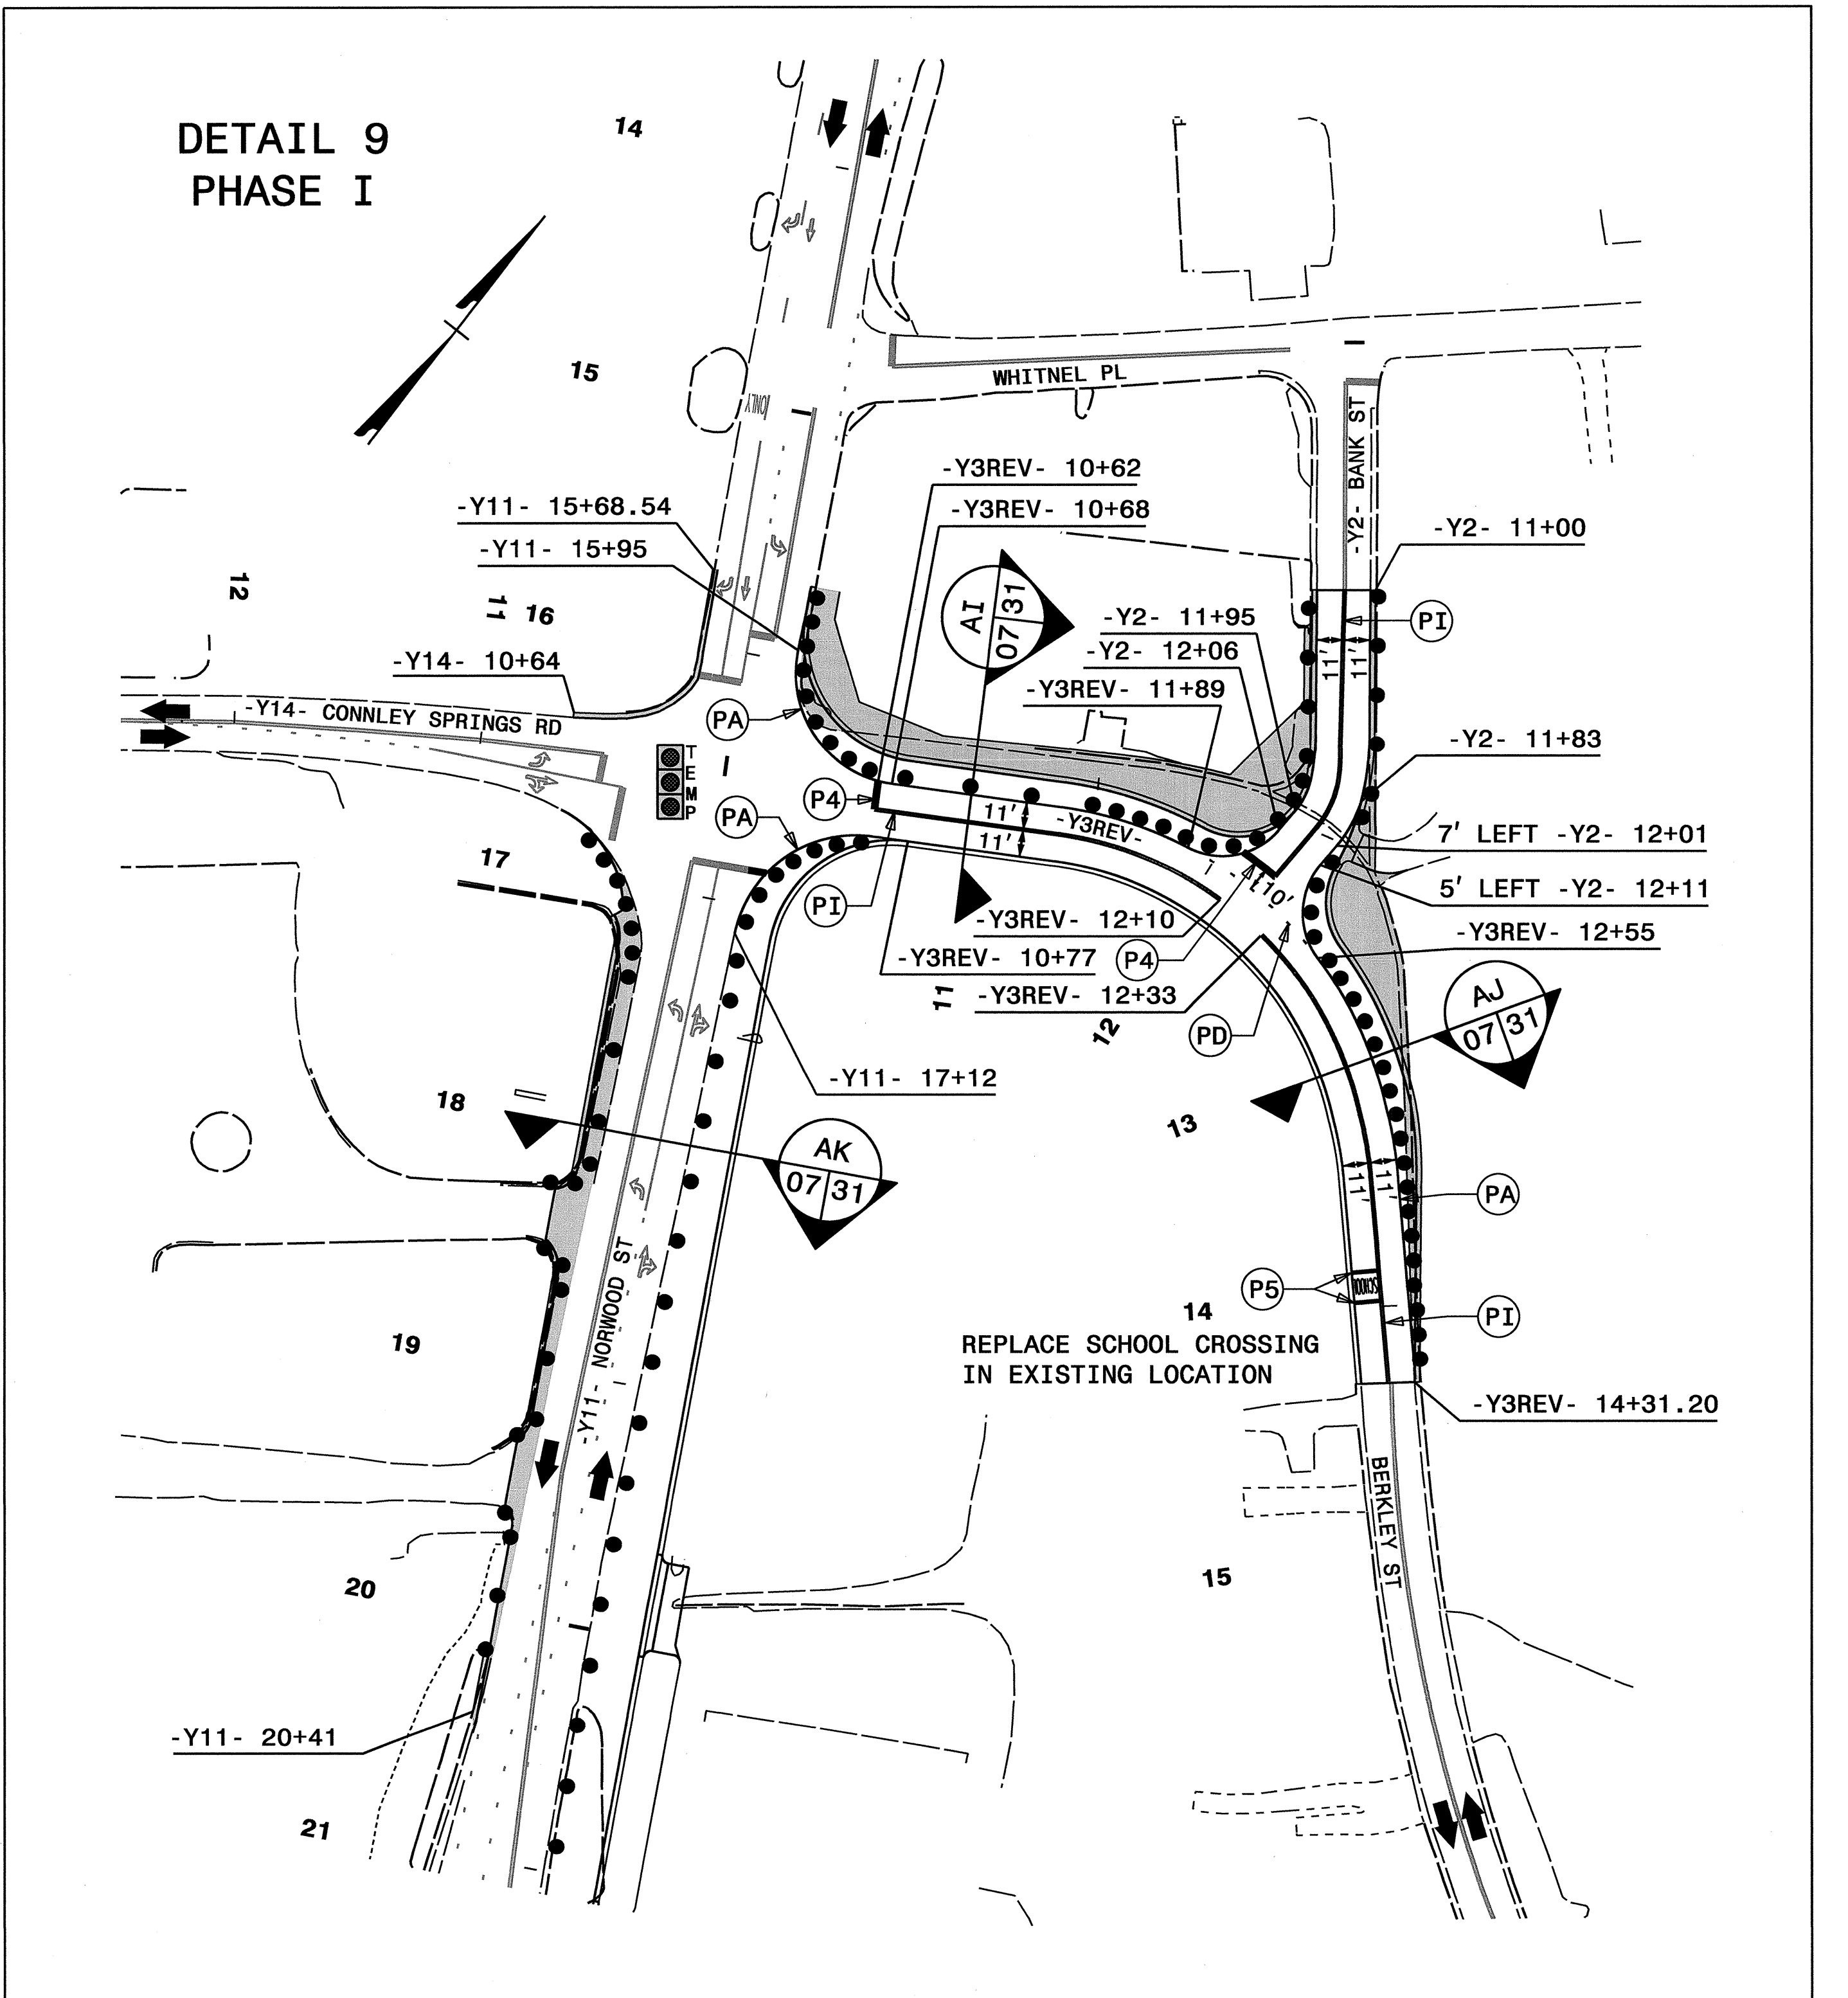 DETAIL 9
PHASE I
14
15
ONLY
WHITNEL PL
-Y2- BANK ST
-Y3REV- 10+62
-Y11- 15+68.54
-Y3REV- 10+68
-Y11- 15+95
-Y2- 11+00
12
11
16
AI
07 31
-Y2- 11+95
PI
-Y2- 12+06
11' 11'
-Y14- 10+64
-Y3REV- 11+89
-Y14- CONNLEY SPRINGS RD
PA
-Y2- 11+83
TEMP
P4
PA
11'
-Y3REV-
11'
7' LEFT -Y2- 12+01
17
10'
5' LEFT -Y2- 12+11
PI
-Y3REV- 12+10
-Y3REV- 12+55
-Y3REV- 10+77
P4
11
-Y3REV- 12+33
AJ
07 31
12
PD
-Y11- 17+12
18
13
AK
07 31
11' 11'
PA
-Y11- NORWOOD ST
P5
SCHOOL
14
PI
19
REPLACE SCHOOL CROSSING
IN EXISTING LOCATION
-Y3REV- 14+31.20
BERKLEY ST
20
15
-Y11- 20+41
21